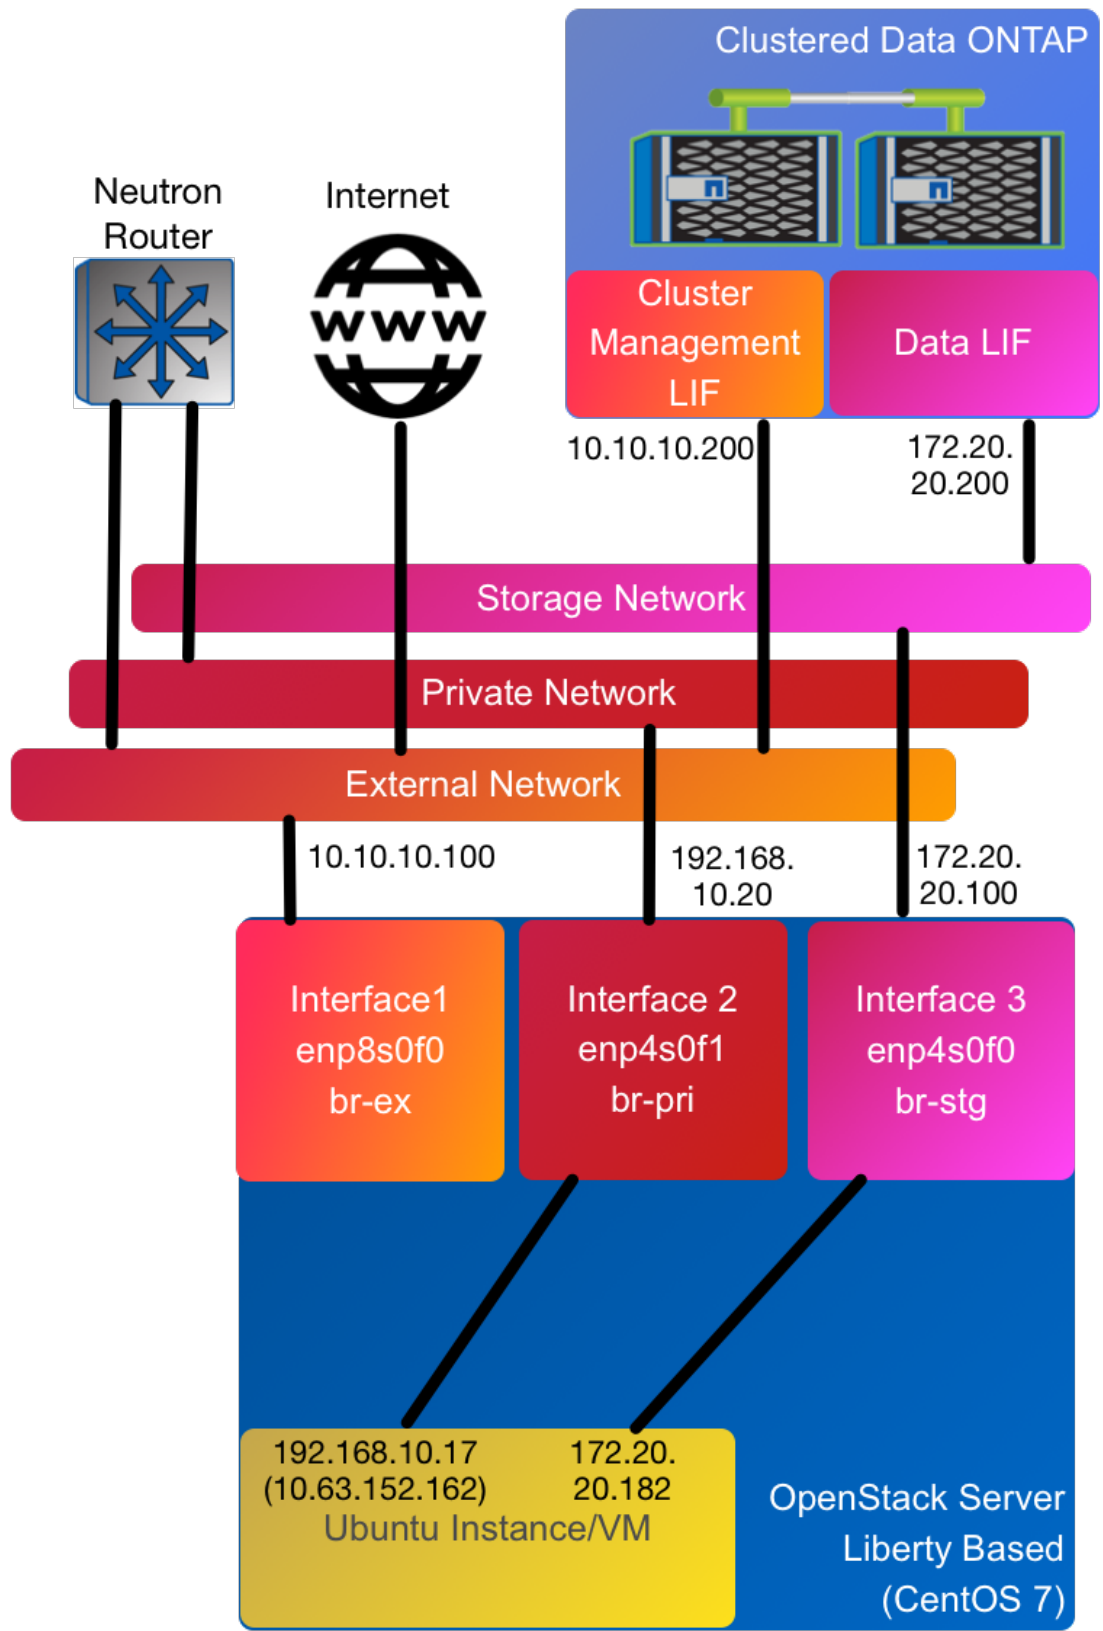 Clustered Data ONTAP
Neutron
Router
Internet
www
Cluster
Management
LIF
Data LIF
10.10.10.200
172.20.
20.200
Storage Network
Private Network
External Network
10.10.10.100
192.168.
10.20
172.20.
20.100
Interface1
enp8s0f0
br-ex
Interface 2
enp4s0f1
br-pri
Interface 3
enp4s0f0
br-stg
192.168.10.17
(10.63.152.162)
172.20.
20.182
Ubuntu Instance/VM
OpenStack Server
Liberty Based
(CentOS 7)